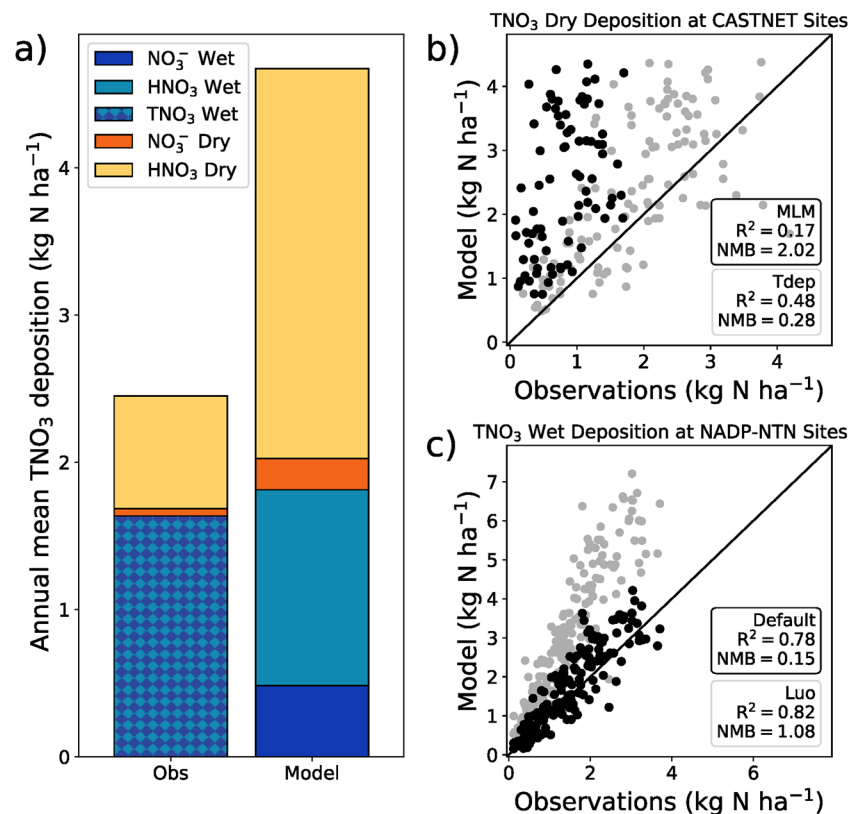 a)
NO₃⁻ Wet
HNO₃ Wet
TNO₃ Wet
NO₃⁻ Dry
HNO₃ Dry
Annual mean TNO₃ deposition (kg N ha⁻¹)
4
3
2
1
0
Obs Model
b)
TNO₃ Dry Deposition at CASTNET Sites
Model (kg N ha⁻¹)
4
3
2
1
0
MLM
R² = 0.17
NMB = 2.02
Tdep
R² = 0.48
NMB = 0.28
0 1 2 3 4
Observations (kg N ha⁻¹)
c)
TNO₃ Wet Deposition at NADP-NTN Sites
Model (kg N ha⁻¹)
7
6
5
4
3
2
1
0
Default
R² = 0.78
NMB = 0.15
Luo
R² = 0.82
NMB = 1.08
0 2 4 6
Observations (kg N ha⁻¹)